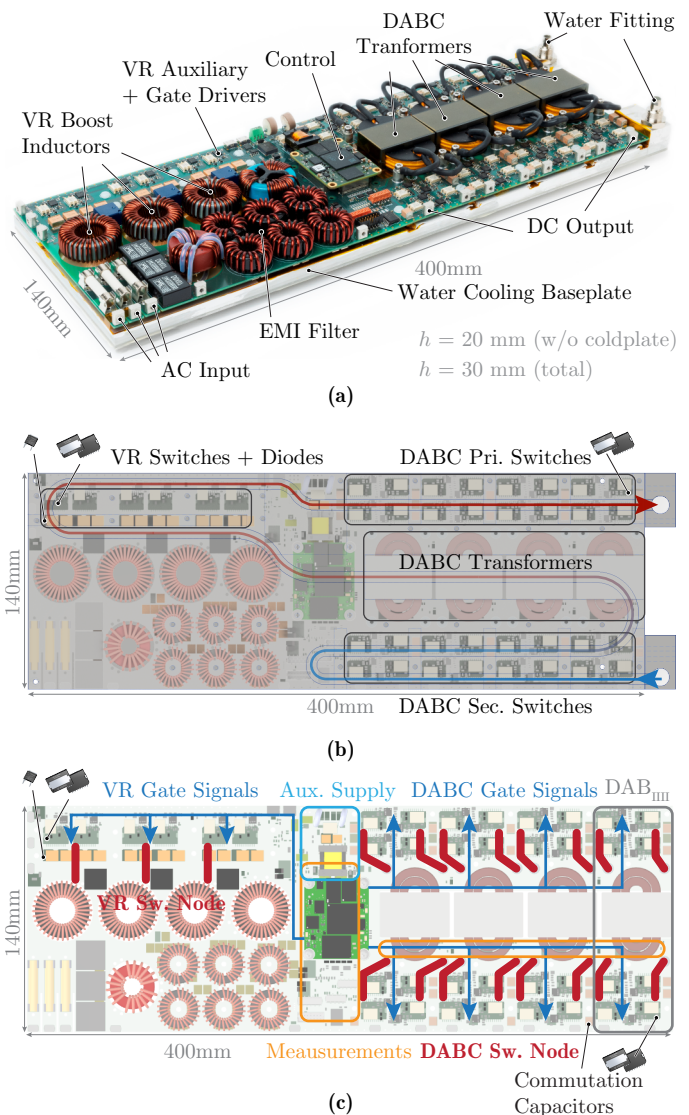 DABC
Tranformers
Water Fitting
Control
VR Auxiliary
+ Gate Drivers
VR Boost
Inductors
DC Output
400mm
140mm
Water Cooling Baseplate
EMI Filter
AC Input
h = 20 mm (w/o coldplate)
h = 30 mm (total)
(a)
VR Switches + Diodes
DABC Pri. Switches
140mm
DABC Transformers
400mm
DABC Sec. Switches
(b)
VR Gate Signals
Aux. Supply
DABC Gate Signals
DAB_IIII
140mm
VR Sw. Node
400mm
Meausurements
DABC Sw. Node
Commutation
Capacitors
(c)